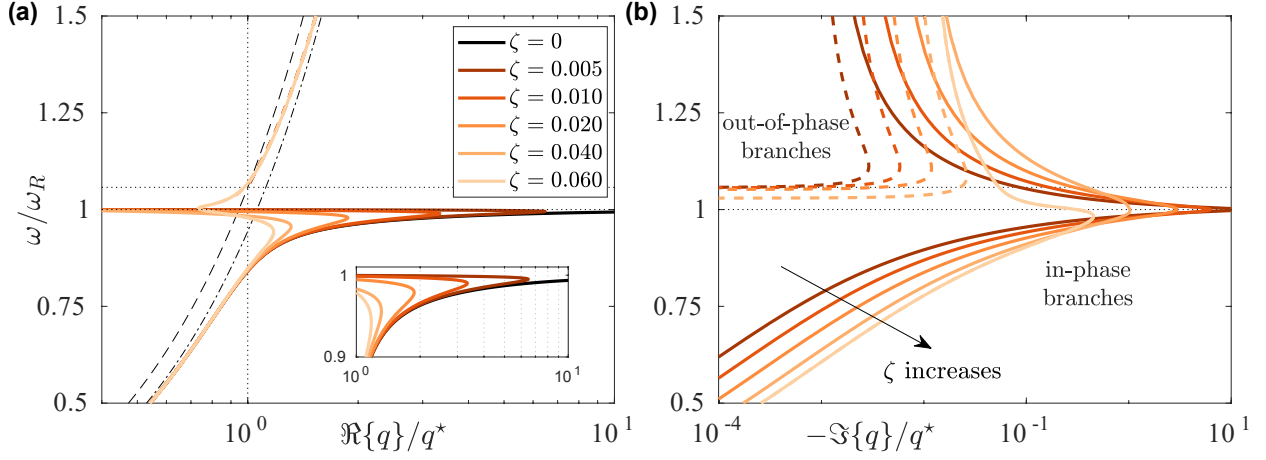 (a)
1.5
1.25
1
0.75
0.5
ω/ω_R
10^0
10^1
ℜ{q}/q^⋆
ζ = 0
ζ = 0.005
ζ = 0.010
ζ = 0.020
ζ = 0.040
ζ = 0.060
1
0.9
10^0
10^1
(b)
1.5
1.25
1
0.75
0.5
out-of-phase
branches
in-phase
branches
ζ increases
10^-4
10^-1
10^1
−ℑ{q}/q^⋆